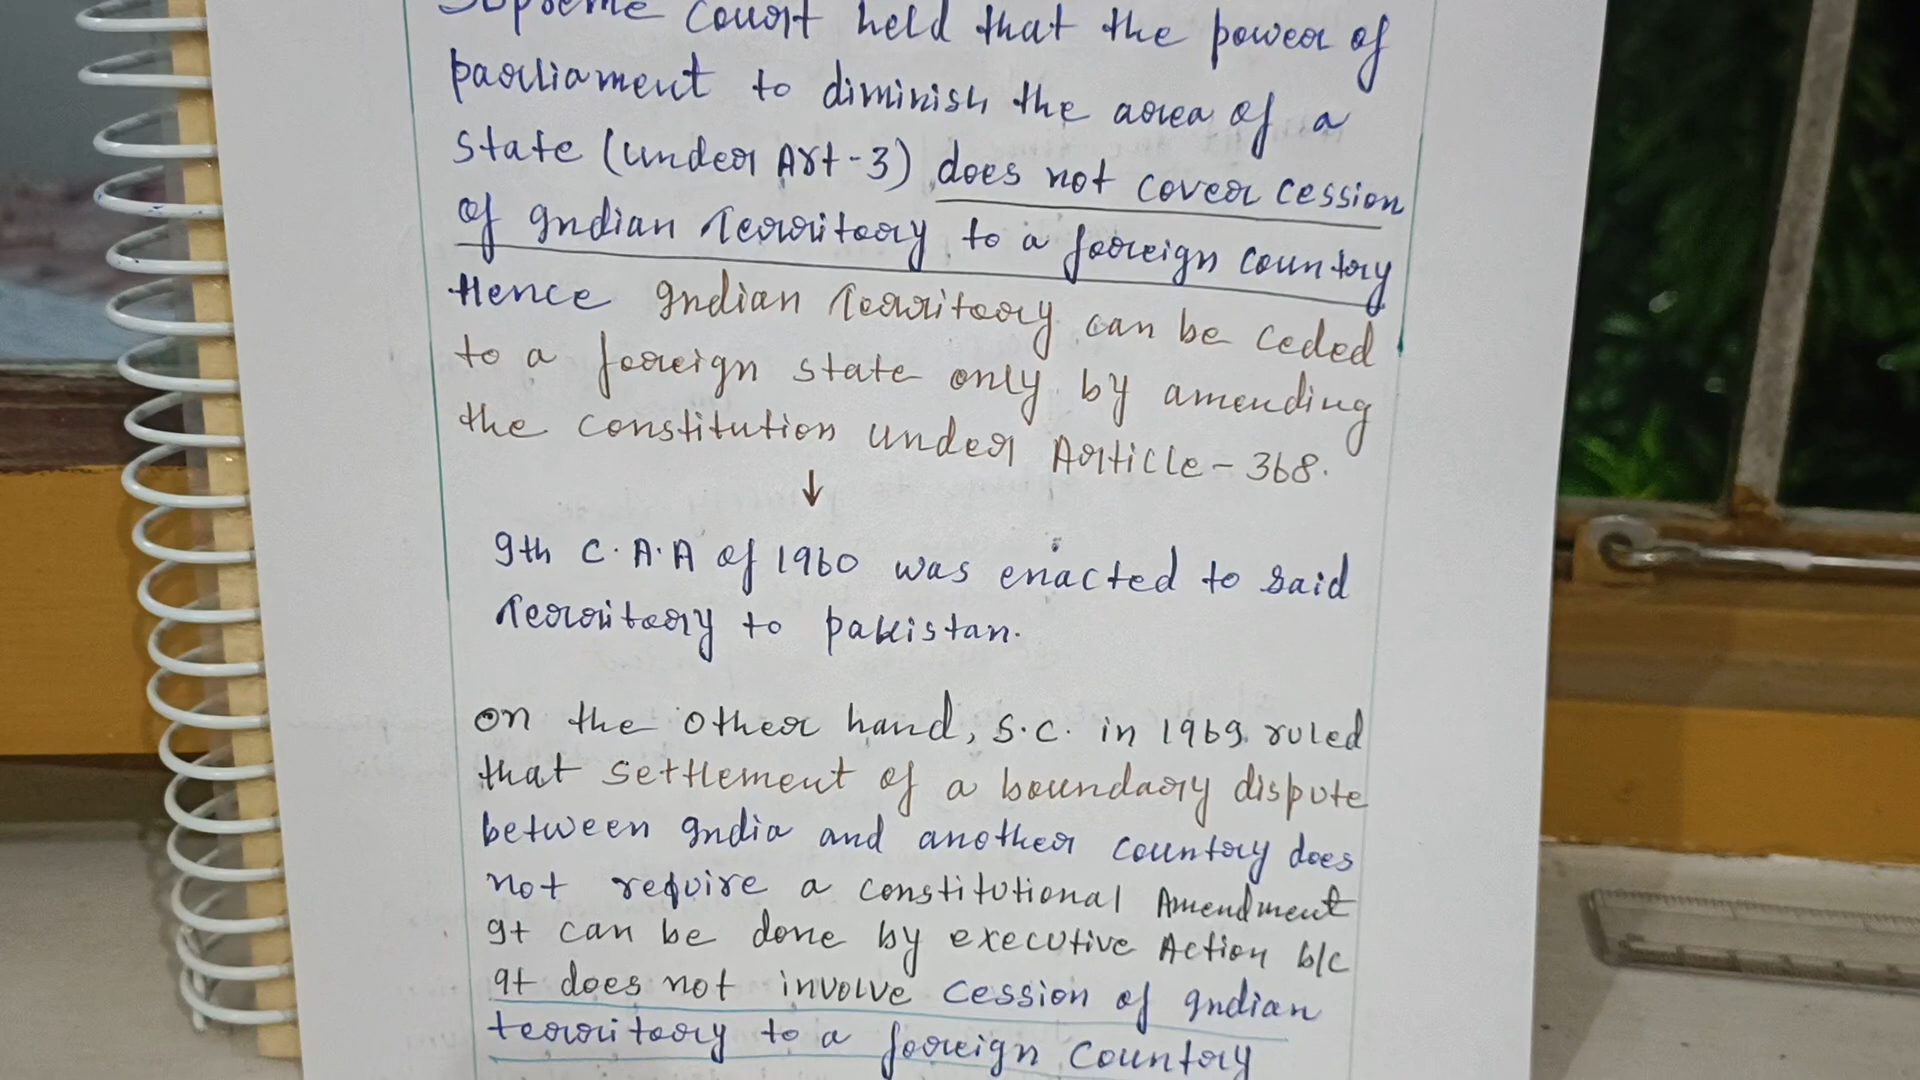 Supreme Court held that the power of
parliament to diminish the area of a
state (under Art-3) does not cover cession
of Indian Territory to a foreign country
Hence Indian Territory can be ceded
to a foreign state only by amending
the constitution under Article-368.
↓
9th C.A.A of 1960 was enacted to said
Territory to pakistan.
on the other hand, S.C. in 1969 ruled
that settlement of a boundary dispute
between India and another country does
not require a constitutional Amendment
It can be done by executive Action b/c
It does not involve cession of Indian
territory to a foreign country